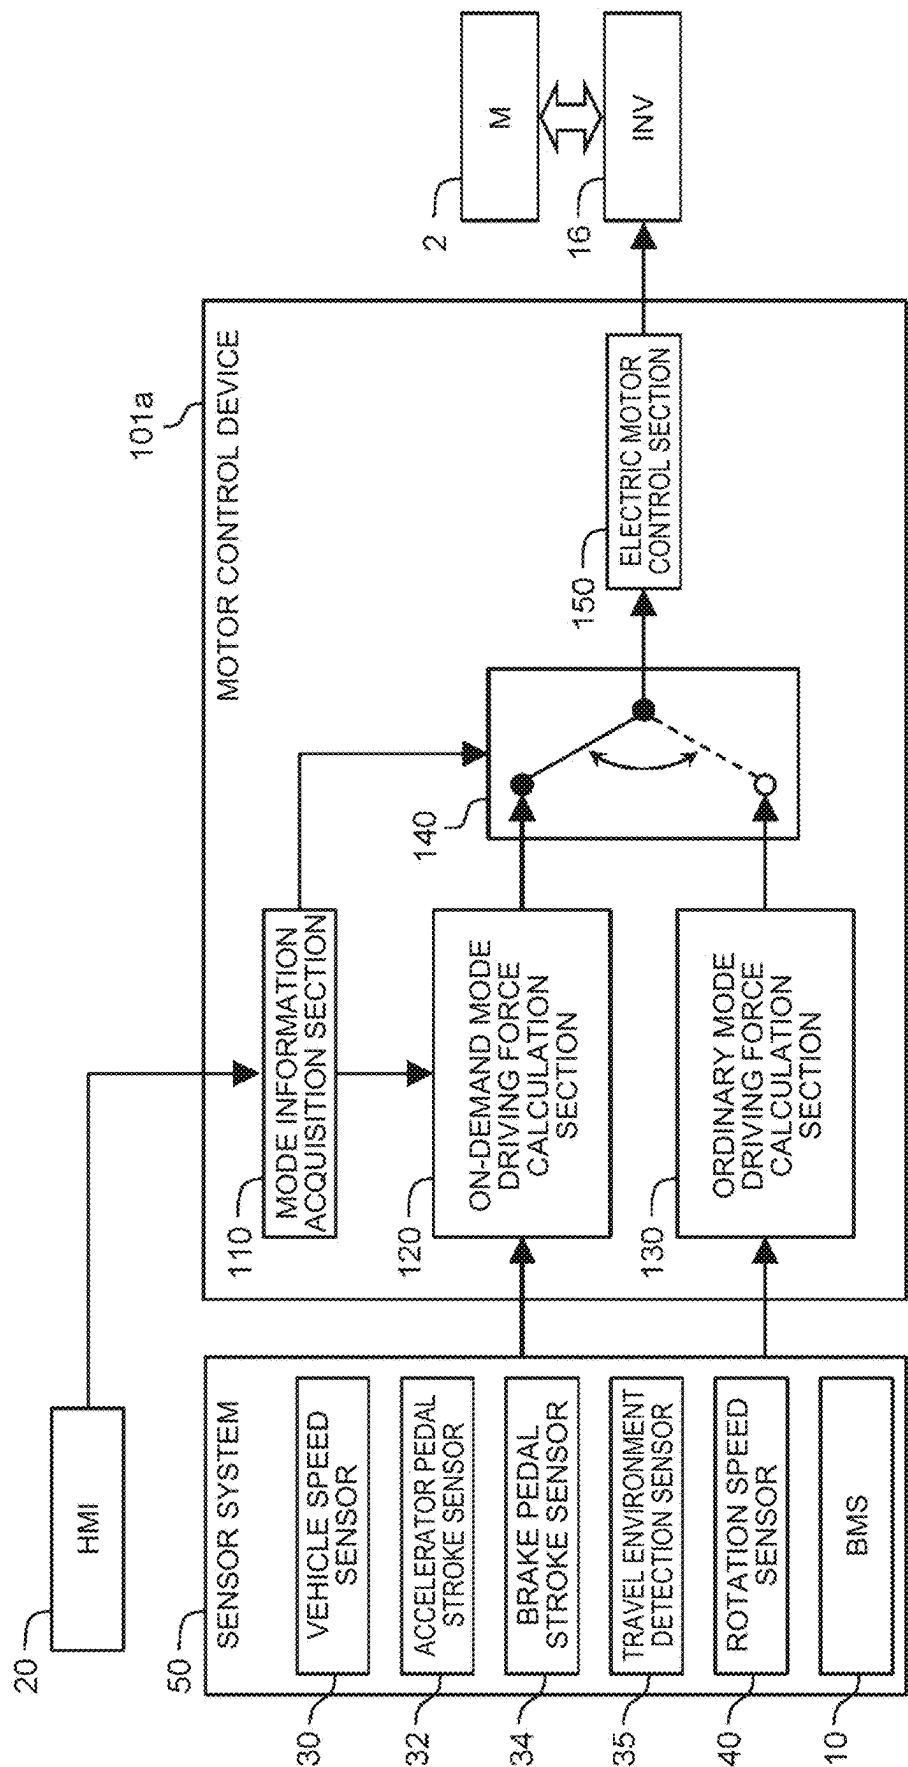 20
HMI
50
SENSOR SYSTEM
30
VEHICLE SPEED
SENSOR
32
ACCELERATOR PEDAL
STROKE SENSOR
34
BRAKE PEDAL
STROKE SENSOR
35
TRAVEL ENVIRONMENT
DETECTION SENSOR
40
ROTATION SPEED
SENSOR
10
BMS
101a
MOTOR CONTROL DEVICE
110
MODE INFORMATION
ACQUISITION SECTION
120
ON-DEMAND MODE
DRIVING FORCE
CALCULATION
SECTION
130
ORDINARY MODE
DRIVING FORCE
CALCULATION
SECTION
140
150
ELECTRIC MOTOR
CONTROL SECTION
2
M
16
INV